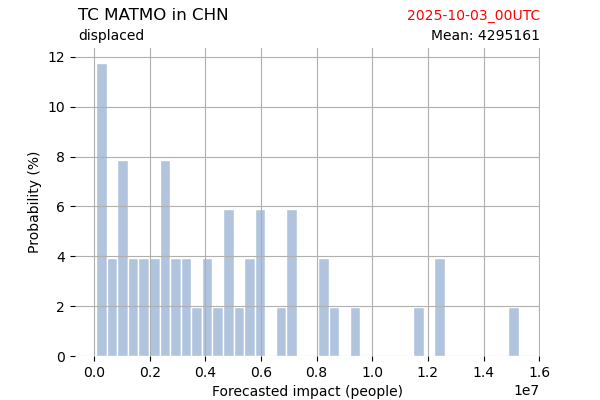 TC MATMO in CHN
2025-10-03_00UTC
displaced
Mean: 4295161
12
10
8
6
4
2
0
Probability (%)
0.0 0.2 0.4 0.6 0.8 1.0 1.2 1.4 1.6
1e7
Forecasted impact (people)